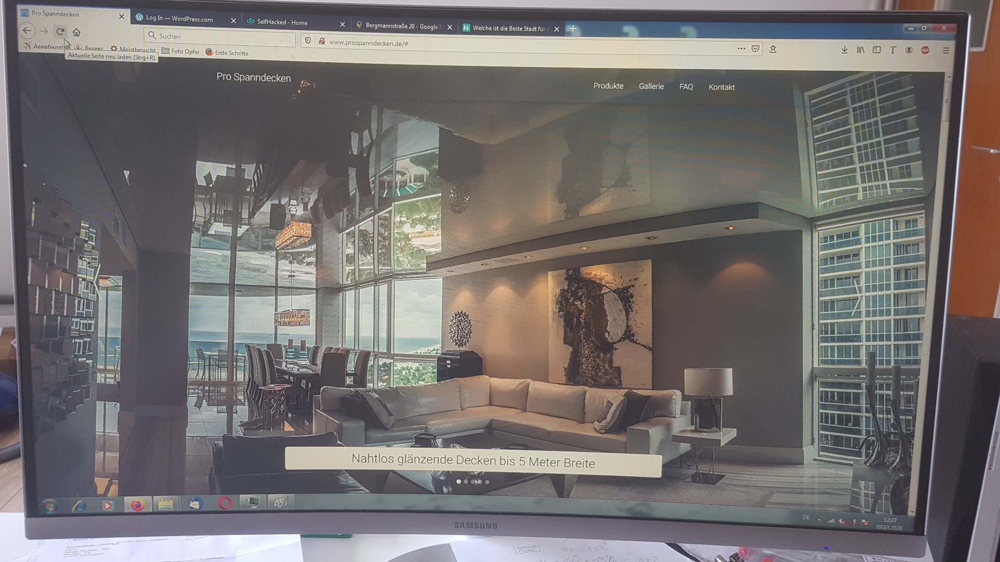 Pro Spanndecken
Log In — WordPress.com
SelfHacked - Home
Bergmannstraße 20 - Google
Welche ist die Beste Stadt für
Suchen
www.prospanndecken.de/#
Авиабилеты
Яндекс
Meistbesucht
Foto Opfer
Erste Schritte
ABP
Aktuelle Seite neu laden (Strg+R)
Pro Spanndecken
Produkte
Gallerie
FAQ
Kontakt
Nahtlos glänzende Decken bis 5 Meter Breite
DE
12:27
09.03.2020
SAMSUNG